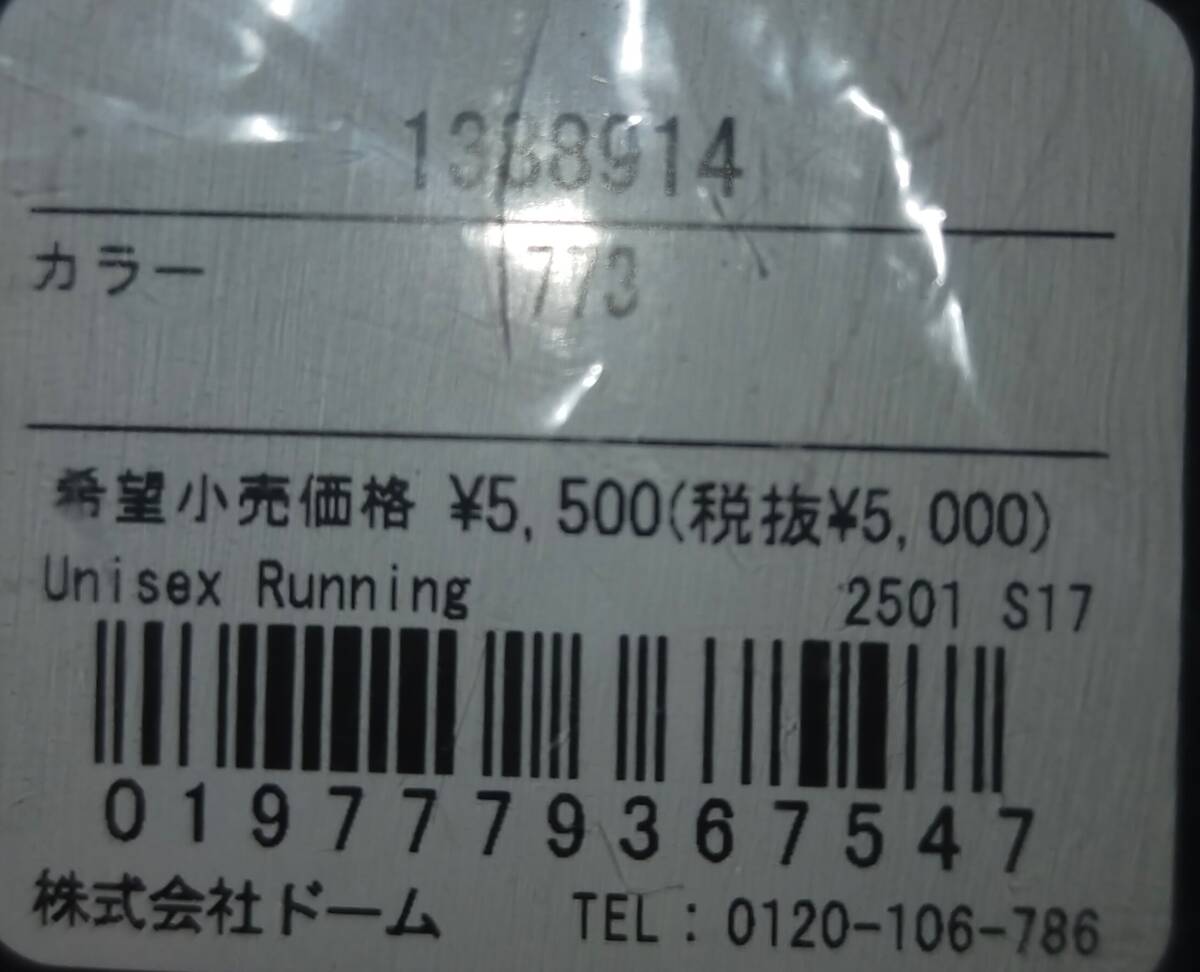 1388914
カラー 773
希望小売価格 ¥5,500(税抜¥5,000)
Unisex Running 2501 S17
0197779367547
株式会社ドーム TEL:0120-106-786